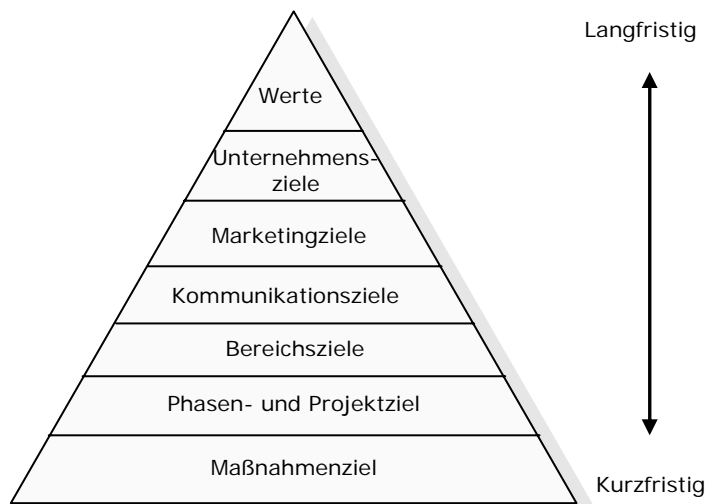 Langfristig
Werte
Unternehmens-
ziele
Marketingziele
Kommunikationsziele
Bereichsziele
Phasen- und Projektziel
Maßnahmenziel
Kurzfristig